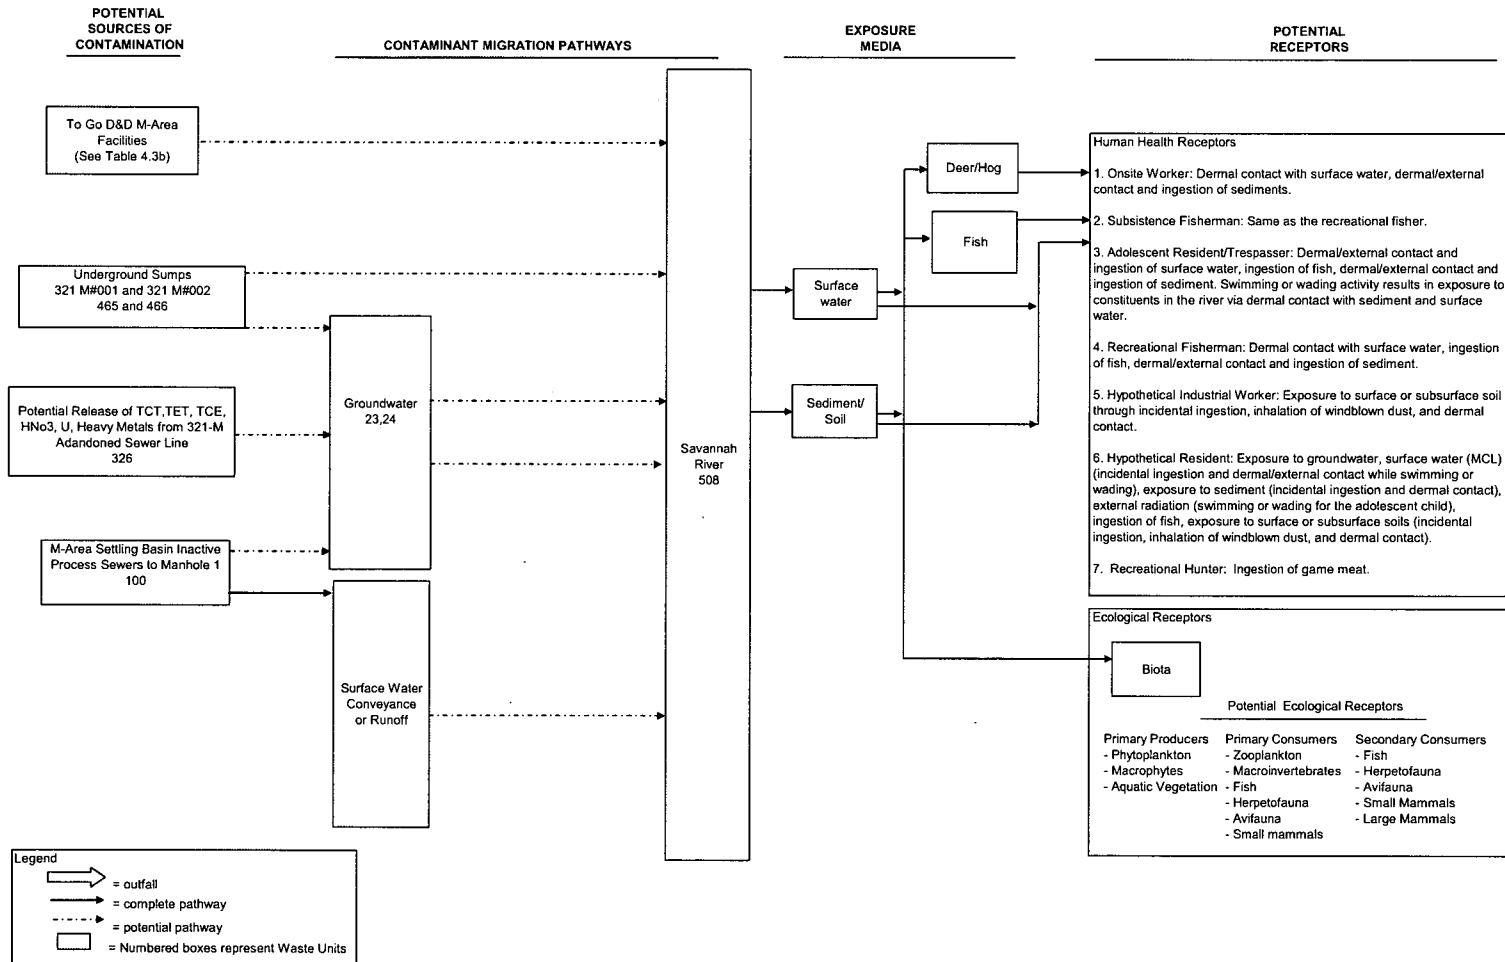 POTENTIAL
SOURCES OF
CONTAMINATION
CONTAMINANT MIGRATION PATHWAYS
EXPOSURE
MEDIA
POTENTIAL
RECEPTORS
To Go D&D M-Area
Facilities
(See Table 4.3b)
Underground Sumps
321 M#001 and 321 M#002
465 and 466
Potential Release of TCT,TET, TCE,
HNo3, U, Heavy Metals from 321-M
Adandoned Sewer Line
326
M-Area Settling Basin Inactive
Process Sewers to Manhole 1
100
Groundwater
23,24
Surface Water
Conveyance
or Runoff
Savannah
River
508
Surface
water
Sediment/
Soil
Deer/Hog
Fish
Human Health Receptors
1. Onsite Worker: Dermal contact with surface water, dermal/external
contact and ingestion of sediments.
2. Subsistence Fisherman: Same as the recreational fisher.
3. Adolescent Resident/Trespasser: Dermal/external contact and
ingestion of surface water, ingestion of fish, dermal/external contact and
ingestion of sediment. Swimming or wading activity results in exposure to
constituents in the river via dermal contact with sediment and surface
water.
4. Recreational Fisherman: Dermal contact with surface water, ingestion
of fish, dermal/external contact and ingestion of sediment.
5. Hypothetical Industrial Worker: Exposure to surface or subsurface soil
through incidental ingestion, inhalation of windblown dust, and dermal
contact.
6. Hypothetical Resident: Exposure to groundwater, surface water (MCL)
(incidental ingestion and dermal/external contact while swimming or
wading), exposure to sediment (incidental ingestion and dermal contact),
external radiation (swimming or wading for the adolescent child),
ingestion of fish, exposure to surface or subsurface soils (incidental
ingestion, inhalation of windblown dust, and dermal contact).
7. Recreational Hunter: Ingestion of game meat.
Ecological Receptors
Biota
Potential Ecological Receptors
Primary Producers
- Phytoplankton
- Macrophytes
- Aquatic Vegetation
Primary Consumers
- Zooplankton
- Macroinvertebrates
- Fish
- Herpetofauna
- Avifauna
- Small mammals
Secondary Consumers
- Fish
- Herpetofauna
- Avifauna
- Small Mammals
- Large Mammals
Legend
= outfall
= complete pathway
= potential pathway
= Numbered boxes represent Waste Units